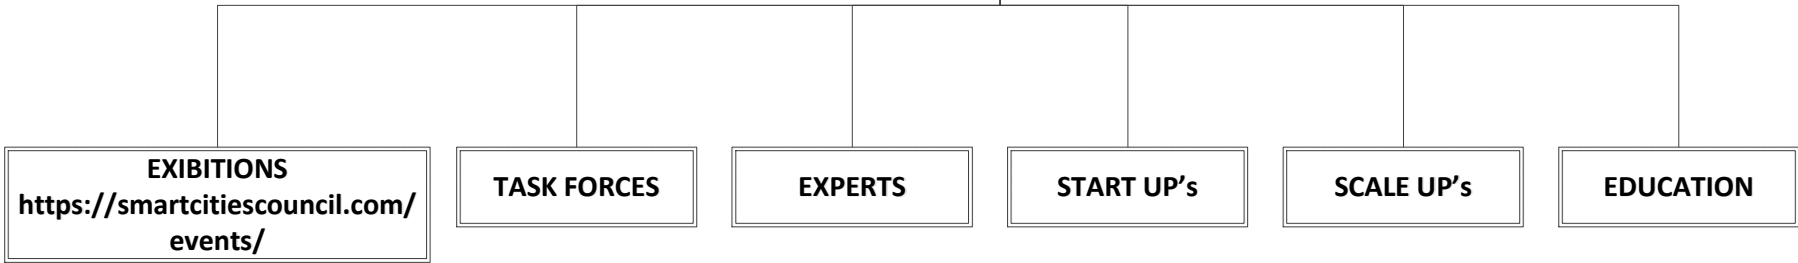 EXIBITIONS
https://smartcitiescouncil.com/
events/
TASK FORCES
EXPERTS
START UP’s
SCALE UP’s
EDUCATION